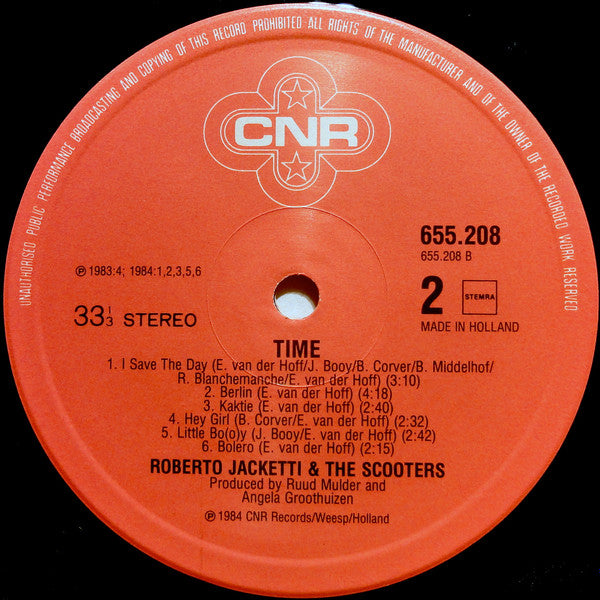 UNAUTHORISED PUBLIC PERFORMANCE BROADCASTING AND COPYING OF THIS RECORD PROHIBITED ALL RIGHTS OF THE MANUFACTURER AND OF THE OWNER OF THE RECORDED WORK RESERVED
CNR
655.208
655.208 B
℗ 1983:4; 1984:1,2,3,5,6
2
STEMRA
33⅓ STEREO
MADE IN HOLLAND
TIME
1. I Save The Day (E. van der Hoff/J. Booy/B. Corver/B. Middelhof/
R. Blanchemanche/E. van der Hoff) (3:10)
2. Berlin (E. van der Hoff) (4:18)
3. Kaktie (E. van der Hoff) (2:40)
4. Hey Girl (B. Corver/E. van der Hoff) (2:32)
5. Little Bo(o)y (J. Booy/E. van der Hoff) (2:42)
6. Bolero (E. van der Hoff) (2:15)
ROBERTO JACKETTI & THE SCOOTERS
Produced by Ruud Mulder and
Angela Groothuizen
℗ 1984 CNR Records/Weesp/Holland